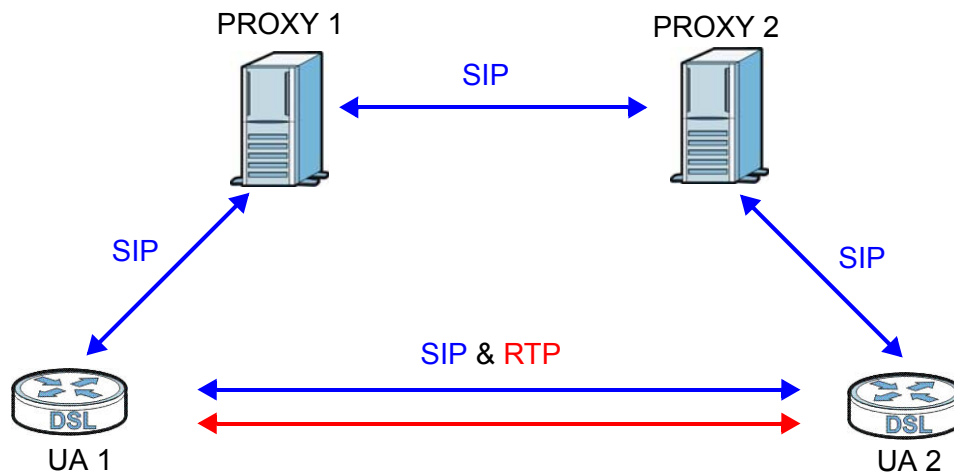 PROXY 1
PROXY 2
SIP
SIP
SIP
SIP & RTP
DSL
DSL
UA 1
UA 2